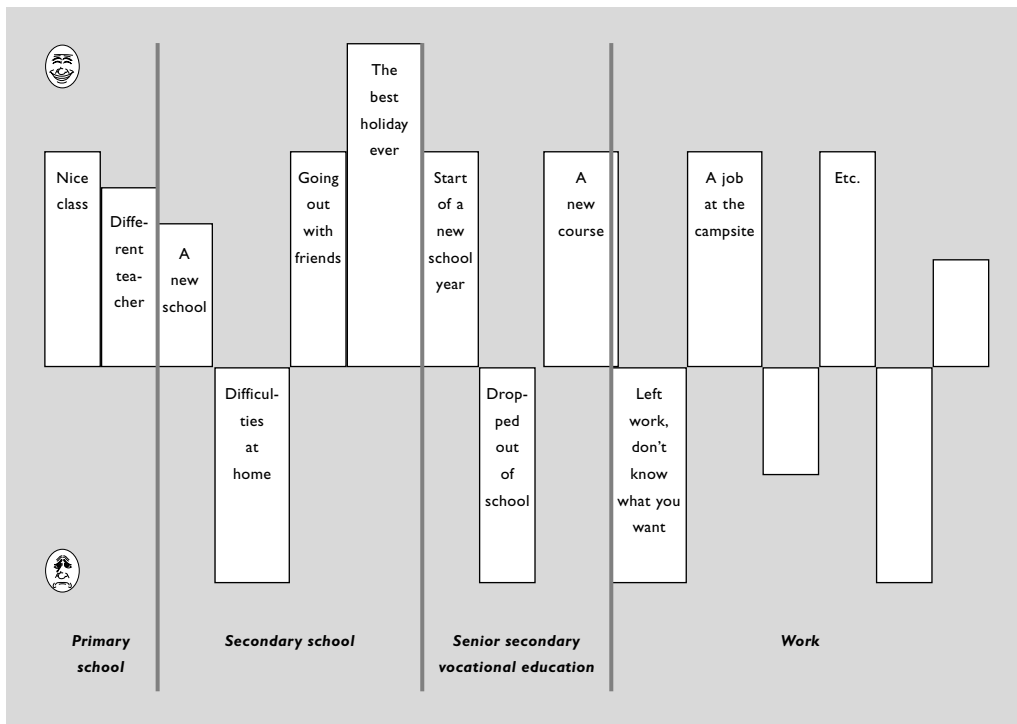 Nice
class
Diffe-
rent
tea-
cher
A
new
school
Difficul-
ties
at
home
Going
out
with
friends
The
best
holiday
ever
Start
of a
new
school
year
Drop-
ped
out
of
school
A
new
course
Left
work,
don't
know
what you
want
A job
at the
campsite
Etc.
Primary
school
Secondary school
Senior secondary
vocational education
Work